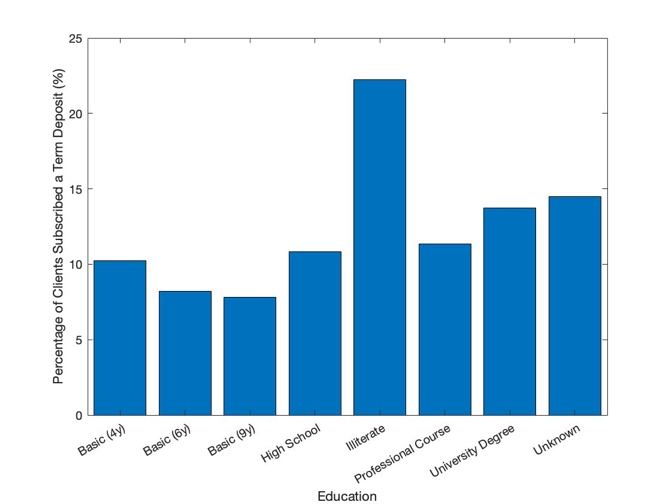 Percentage of Clients Subscribed a Term Deposit (%)
25
20
15
10
5
0
Basic (4y)
Basic (6y)
Basic (9y)
High School
Illiterate
Professional Course
University Degree
Unknown
Education